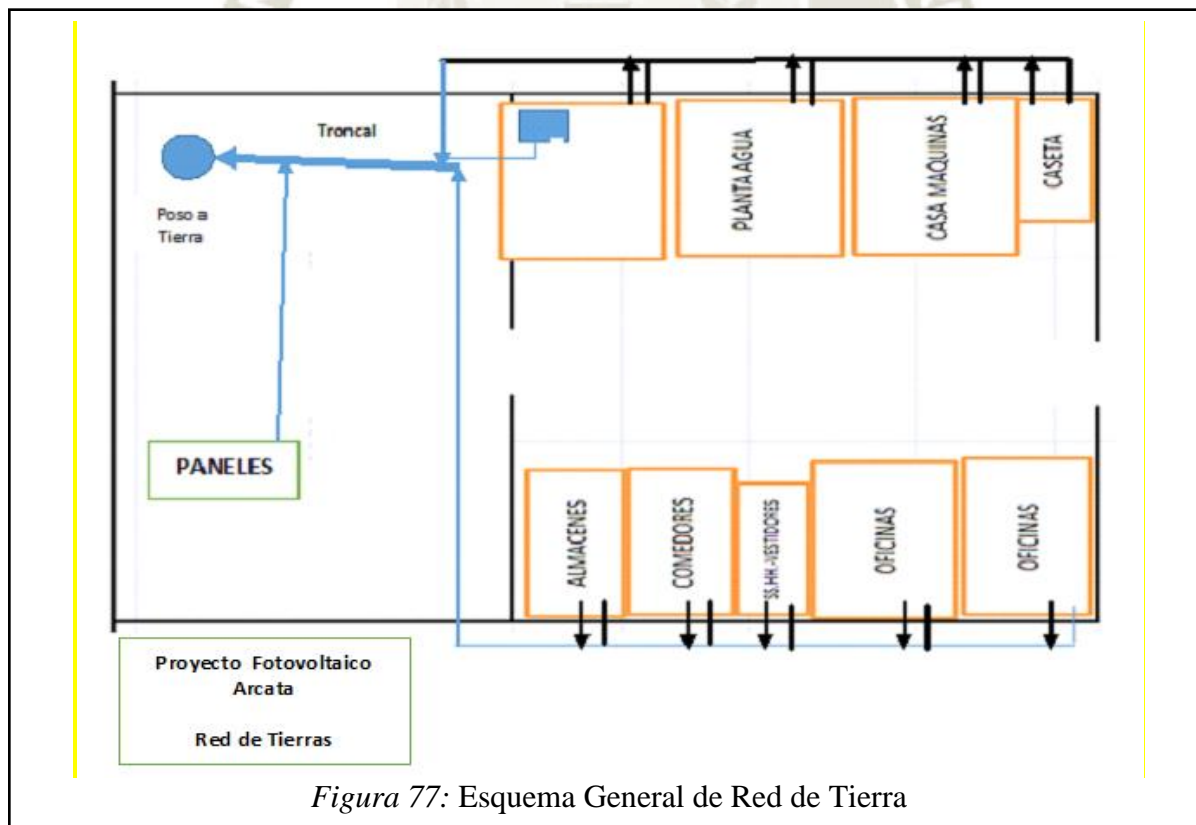 Troncal
Poso a
Tierra
PLANTA AGUA
CASA MAQUINAS
CASETA
PANELES
ALMACENES
COMEDORES
SS.HH.-VESTIDORES
OFICINAS
OFICINAS
Proyecto Fotovoltaico
Arcata
Red de Tierras
Figura 77: Esquema General de Red de Tierra